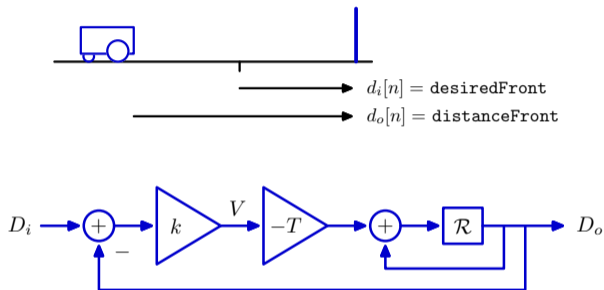 d_i[n] = desiredFront
d_o[n] = distanceFront
D_i + − k V −T + R D_o